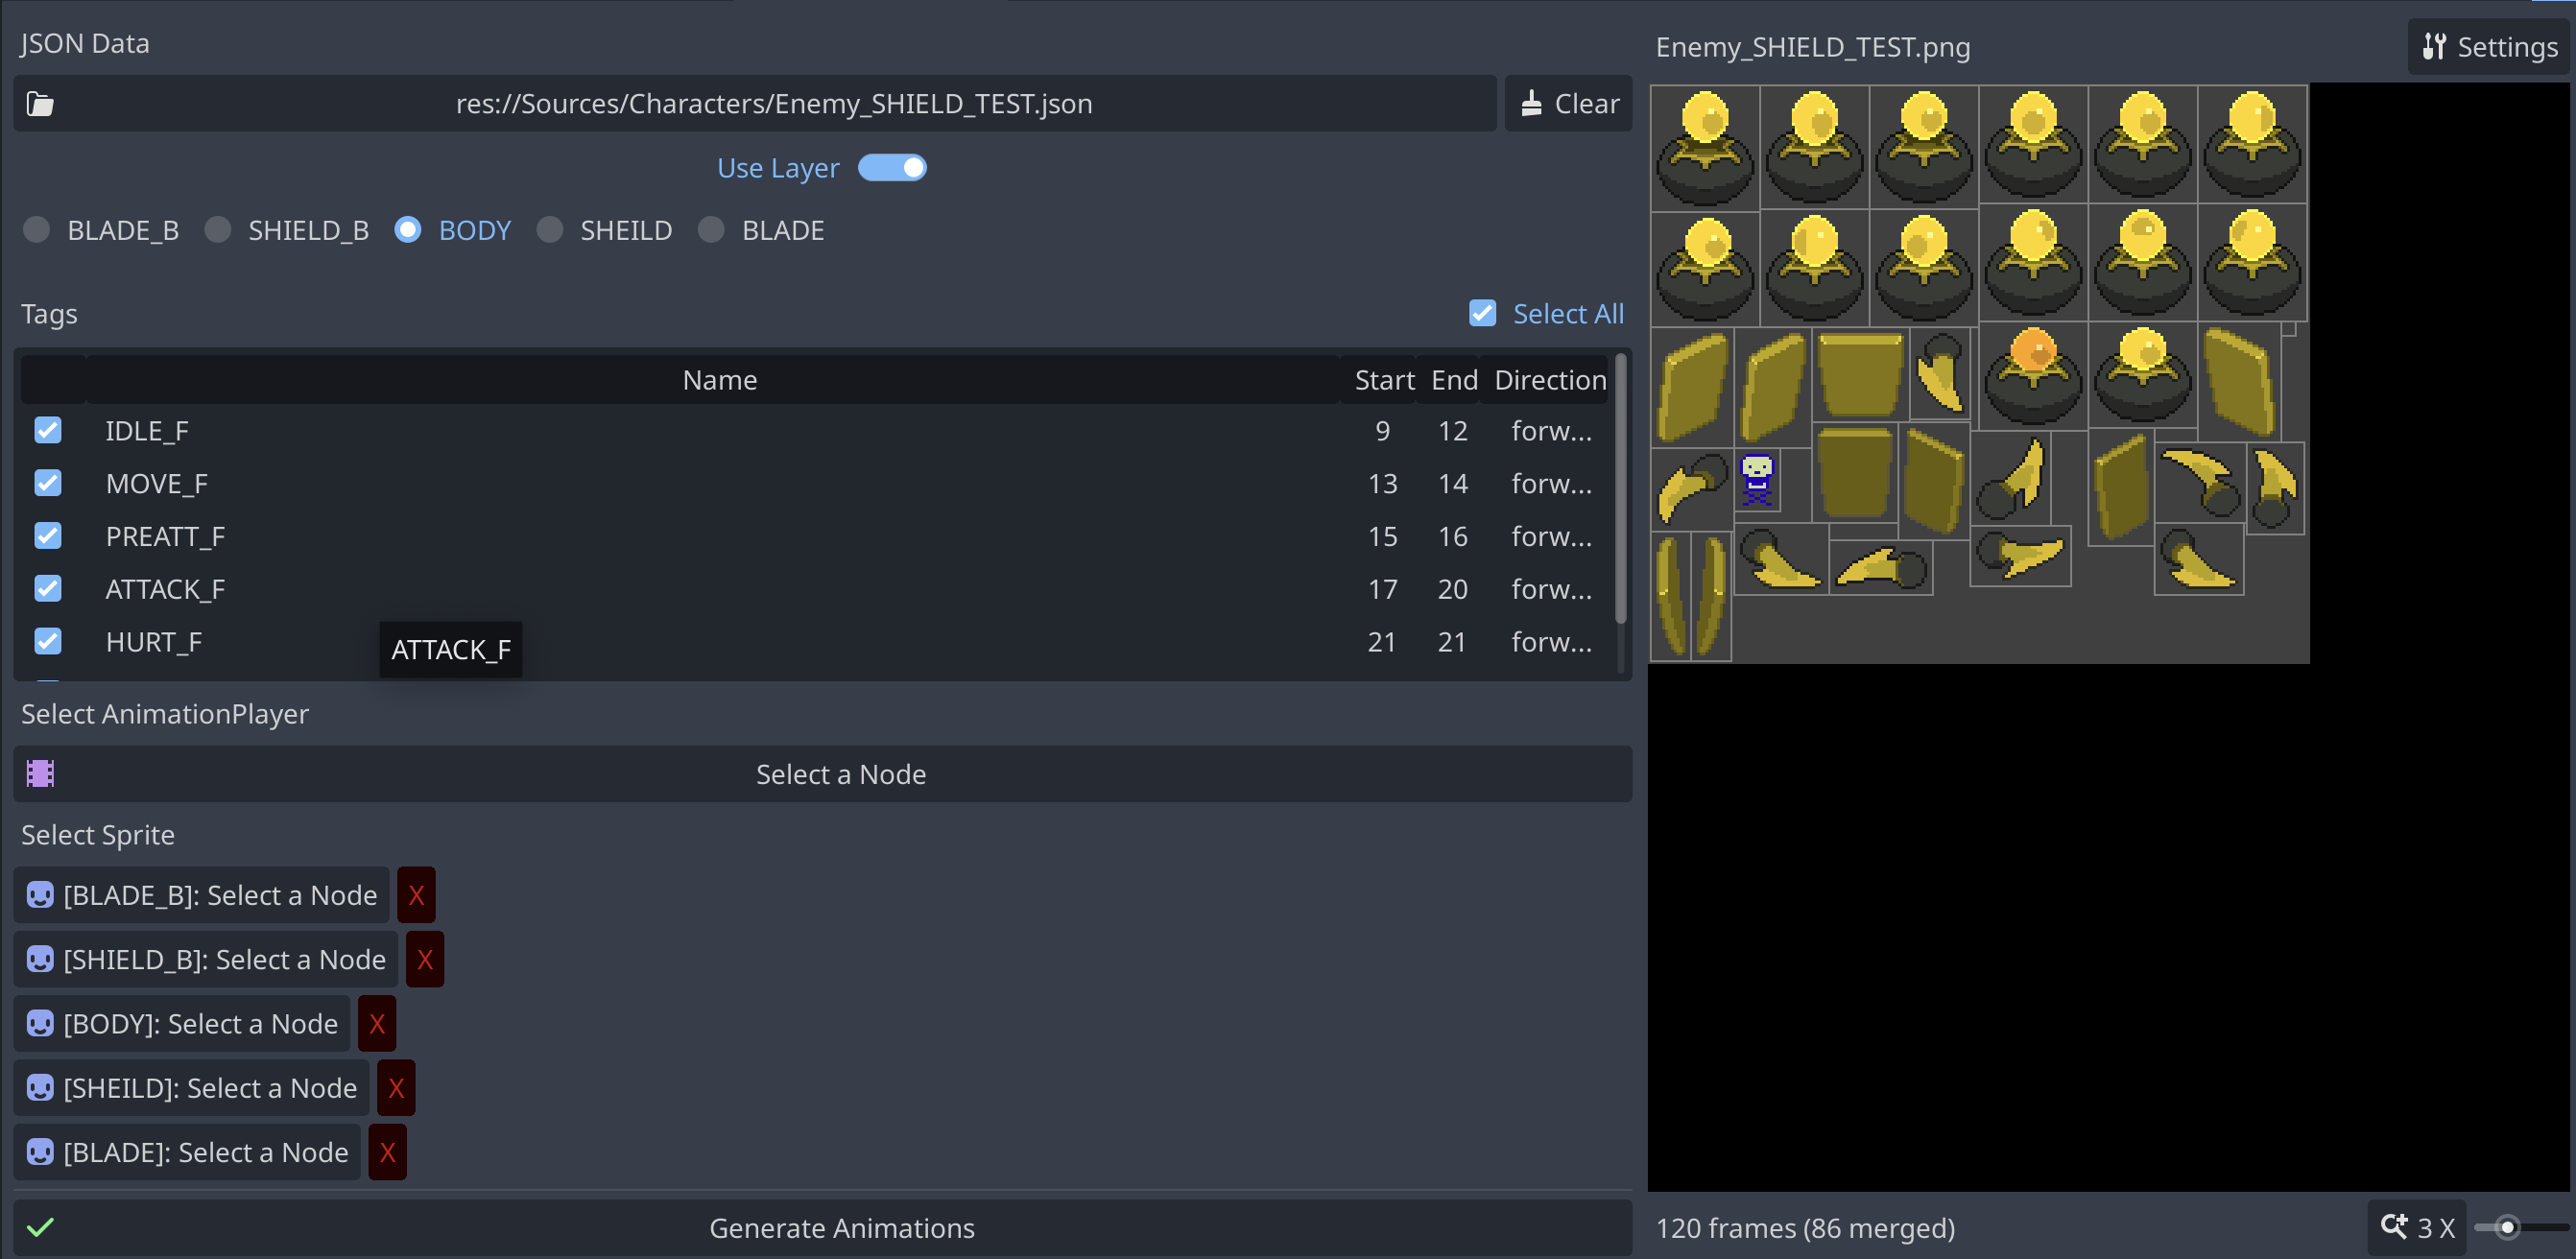 JSON Data
res://Sources/Characters/Enemy_SHIELD_TEST.json
Clear
Use Layer
BLADE_B SHIELD_B BODY SHEILD BLADE
Tags
Select All
Name Start End Direction
IDLE_F 9 12 forw...
MOVE_F 13 14 forw...
PREATT_F 15 16 forw...
ATTACK_F 17 20 forw...
HURT_F 21 21 forw...
ATTACK_F
Select AnimationPlayer
Select a Node
Select Sprite
[BLADE_B]: Select a Node X
[SHIELD_B]: Select a Node X
[BODY]: Select a Node X
[SHEILD]: Select a Node X
[BLADE]: Select a Node X
Generate Animations
Enemy_SHIELD_TEST.png
Settings
120 frames (86 merged)
3 X